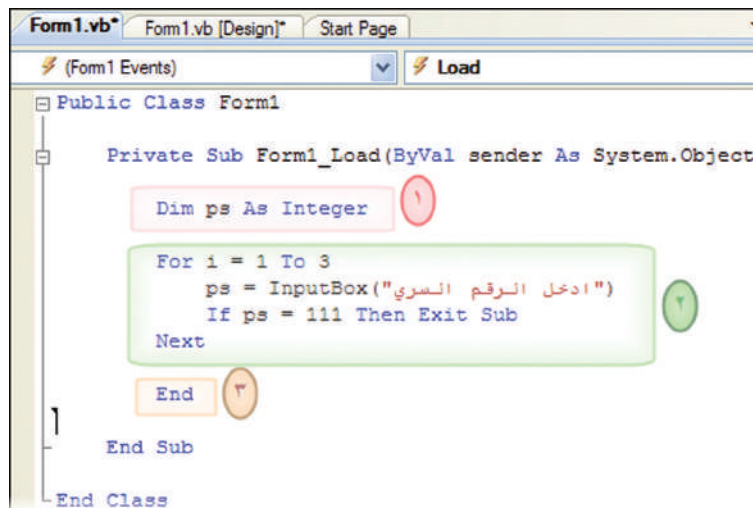 Form1.vb* Form1.vb [Design]* Start Page
(Form1 Events) Load
Public Class Form1
Private Sub Form1_Load(ByVal sender As System.Object
Dim ps As Integer ١
For i = 1 To 3
ps = InputBox("ادخل الرقم السري")
If ps = 111 Then Exit Sub
Next
٢
End ٣
End Sub
End Class